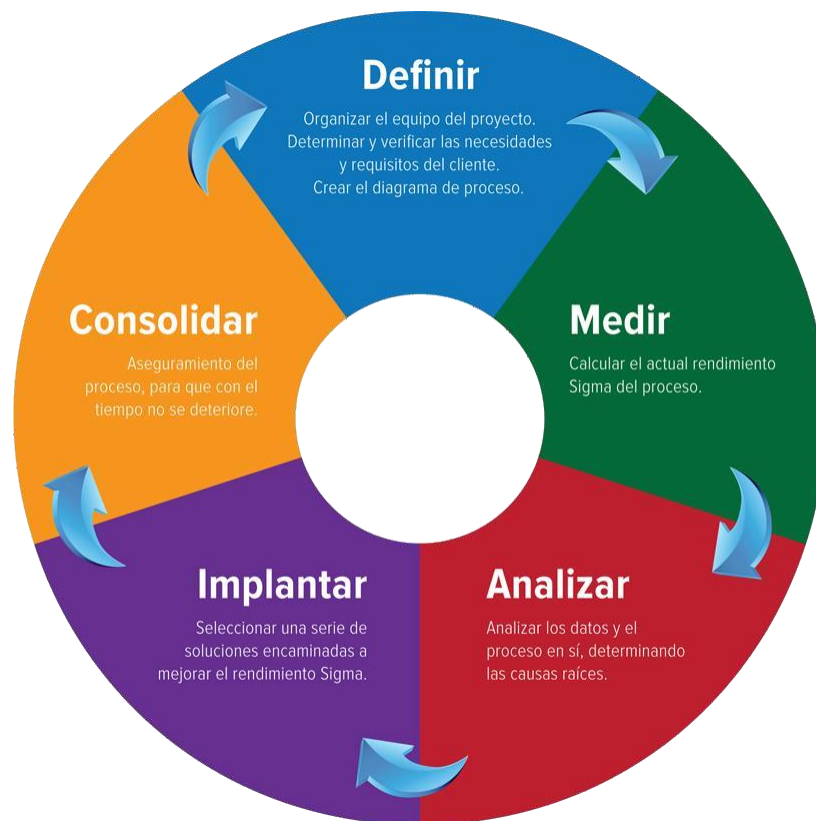 Definir
Organizar el equipo del proyecto.
Determinar y verificar las necesidades
y requisitos del cliente.
Crear el diagrama de proceso.
Medir
Calcular el actual rendimiento
Sigma del proceso.
Analizar
Analizar los datos y el
proceso en sí, determinando
las causas raíces.
Implantar
Seleccionar una serie de
soluciones encaminadas a
mejorar el rendimiento Sigma.
Consolidar
Aseguramiento del
proceso, para que con el
tiempo no se deteriore.